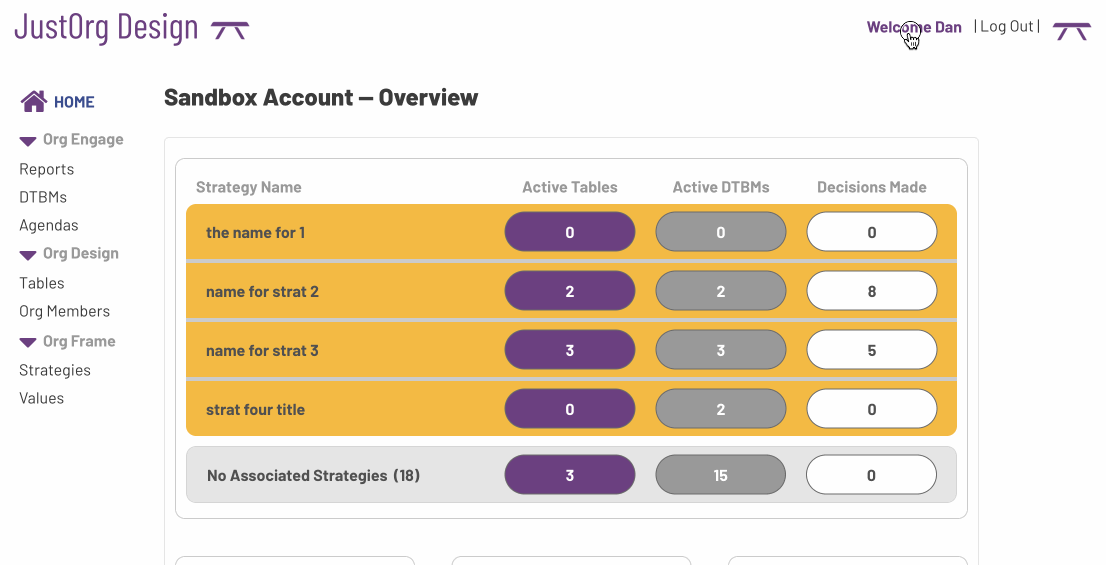 JustOrg Design
Welcome Dan | Log Out |
HOME
Org Engage
Reports
DTBMs
Agendas
Org Design
Tables
Org Members
Org Frame
Strategies
Values
Sandbox Account – Overview
Strategy Name Active Tables Active DTBMs Decisions Made
the name for 1 0 0 0
name for strat 2 2 2 8
name for strat 3 3 3 5
strat four title 0 2 0
No Associated Strategies (18) 3 15 0